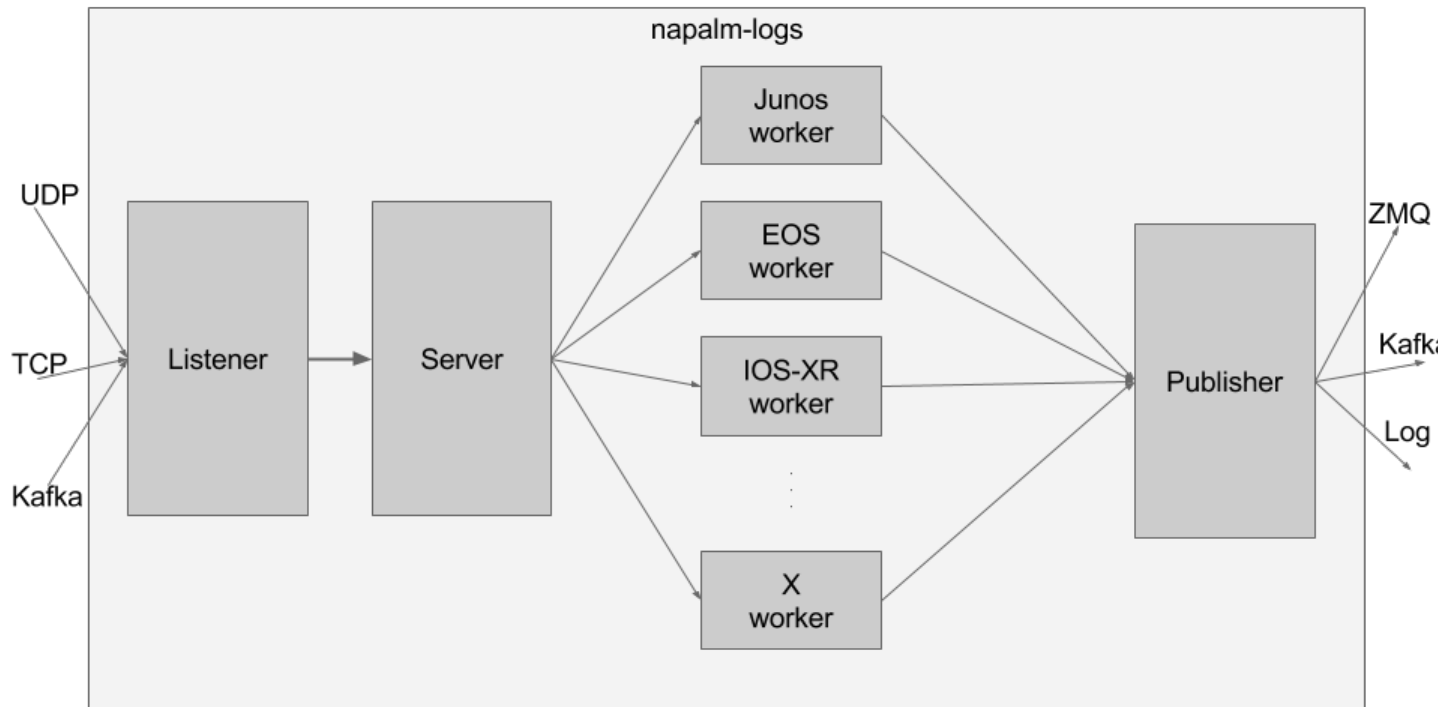 napalm-logs
Junos
worker
UDP
EOS
worker
ZMQ
TCP
Listener
Server
IOS-XR
worker
Publisher
Kafka
Log
Kafka
X
worker